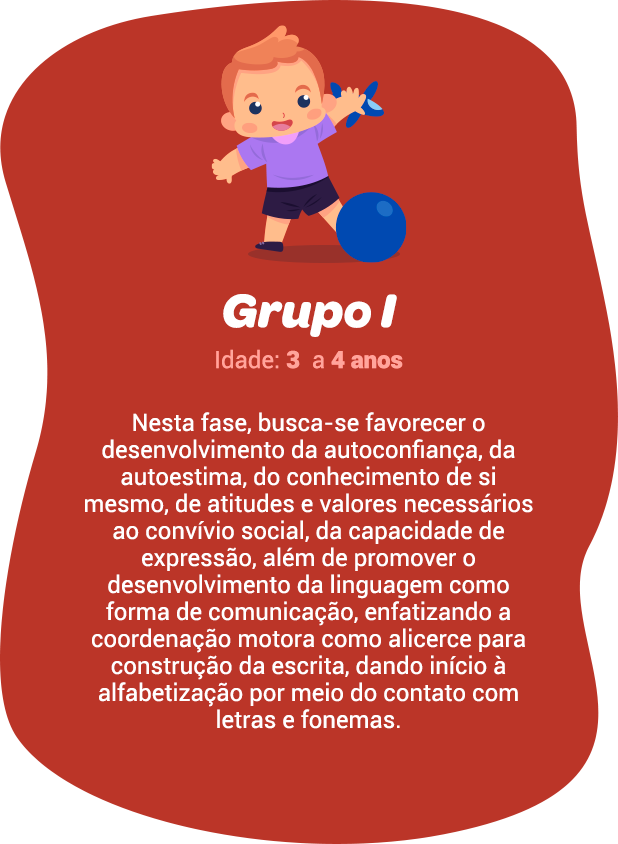 Grupo I
Idade: 3 a 4 anos
Nesta fase, busca-se favorecer o
desenvolvimento da autoconfiança, da
autoestima, do conhecimento de si
mesmo, de atitudes e valores necessários
ao convívio social, da capacidade de
expressão, além de promover o
desenvolvimento da linguagem como
forma de comunicação, enfatizando a
coordenação motora como alicerce para
construção da escrita, dando início à
alfabetização por meio do contato com
letras e fonemas.